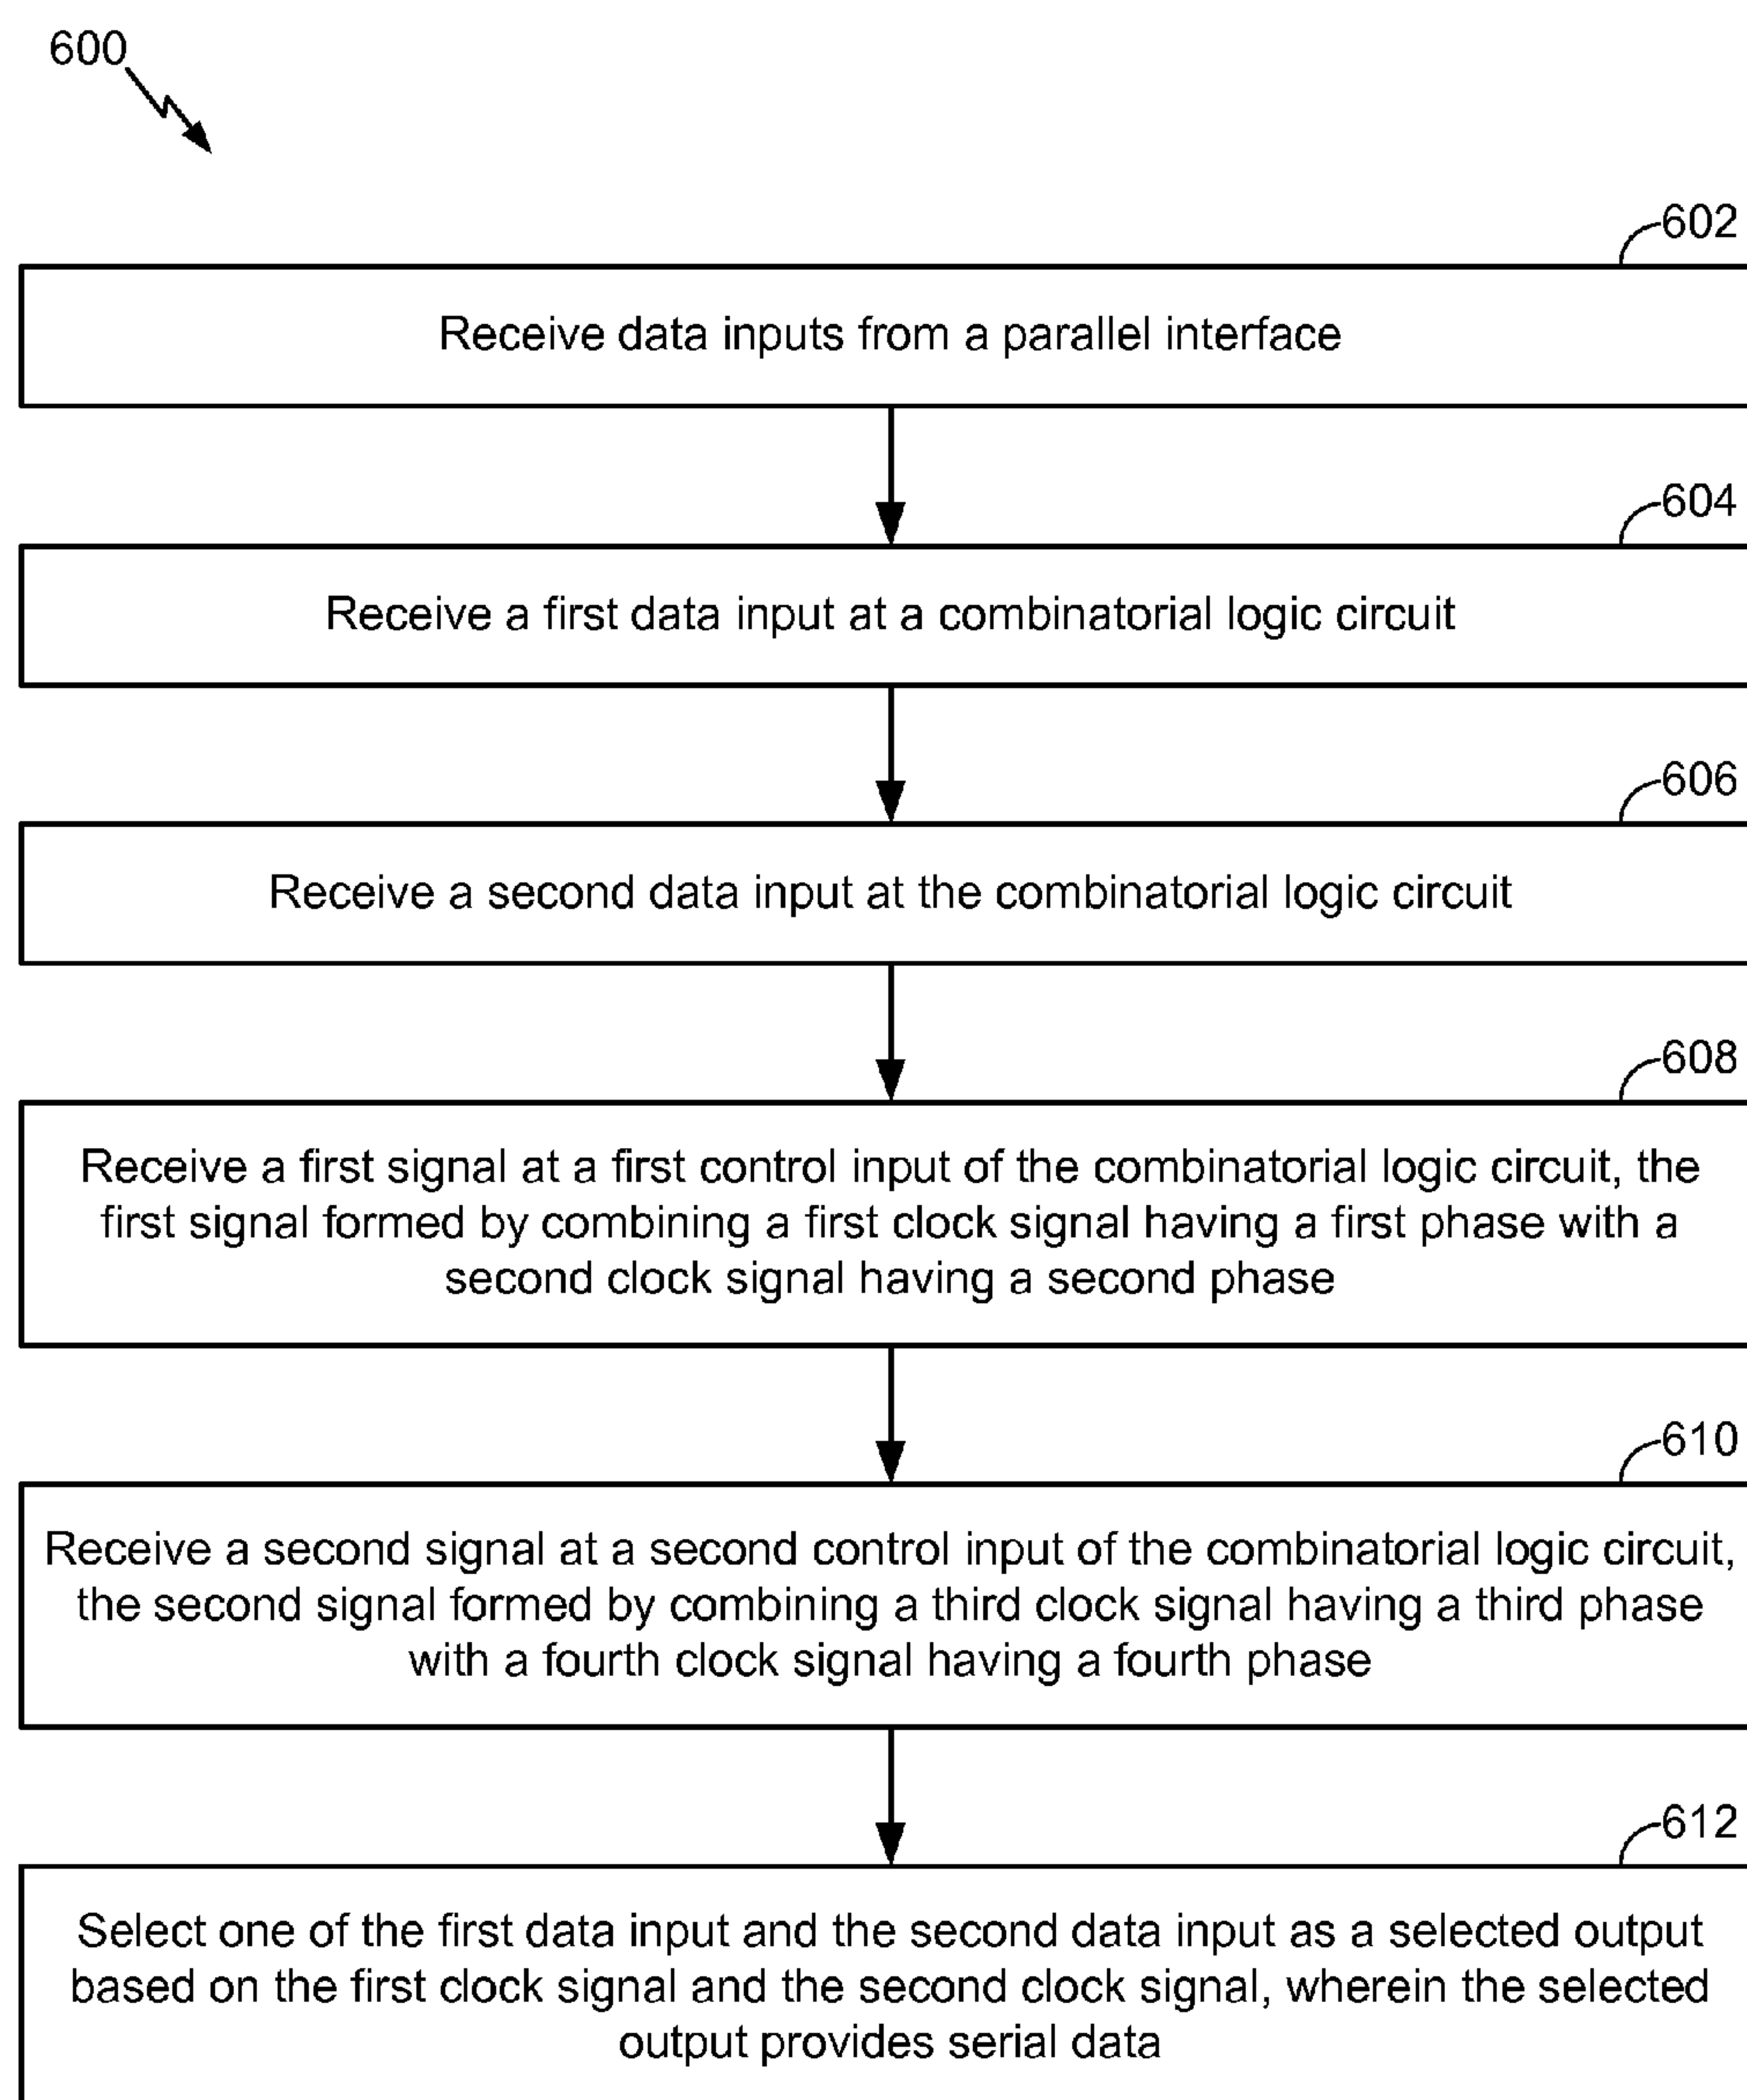 600
602
Receive data inputs from a parallel interface
604
Receive a first data input at a combinatorial logic circuit
606
Receive a second data input at the combinatorial logic circuit
608
Receive a first signal at a first control input of the combinatorial logic circuit, the
first signal formed by combining a first clock signal having a first phase with a
second clock signal having a second phase
610
Receive a second signal at a second control input of the combinatorial logic circuit,
the second signal formed by combining a third clock signal having a third phase
with a fourth clock signal having a fourth phase
612
Select one of the first data input and the second data input as a selected output
based on the first clock signal and the second clock signal, wherein the selected
output provides serial data